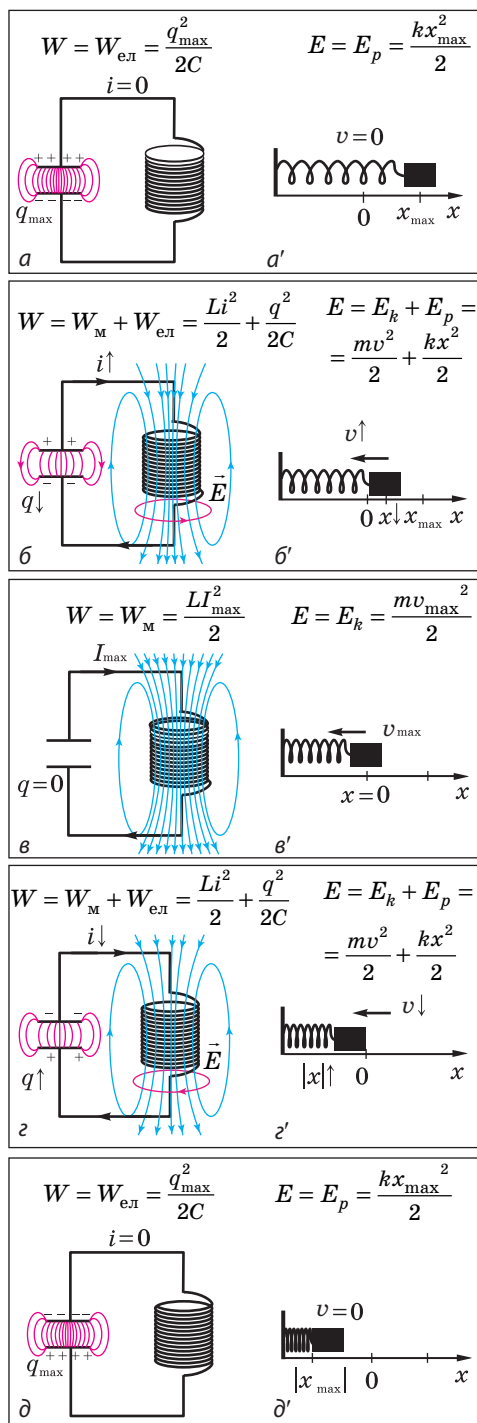 W = W_ел = q²_max / 2C
E = E_p = kx²_max / 2
i = 0
+ + + +
− − − −
q_max
а
v = 0
0 x_max x
а′
W = W_м + W_ел = Li² / 2 + q² / 2C
E = E_k + E_p =
= mv² / 2 + kx² / 2
i↑
+ +
− −
q↓
E⃗
б
v↑
0 x↓ x_max x
б′
W = W_м = LI²_max / 2
E = E_k = mv_max² / 2
I_max
q = 0
в
v_max
x = 0 x
в′
W = W_м + W_ел = Li² / 2 + q² / 2C
E = E_k + E_p =
= mv² / 2 + kx² / 2
i↓
− −
+ +
q↑
E⃗
г
v↓
|x|↑ 0 x
г′
W = W_ел = q²_max / 2C
E = E_p = kx_max² / 2
i = 0
− − − −
+ + + +
q_max
д
v = 0
|x_max| 0 x
д′